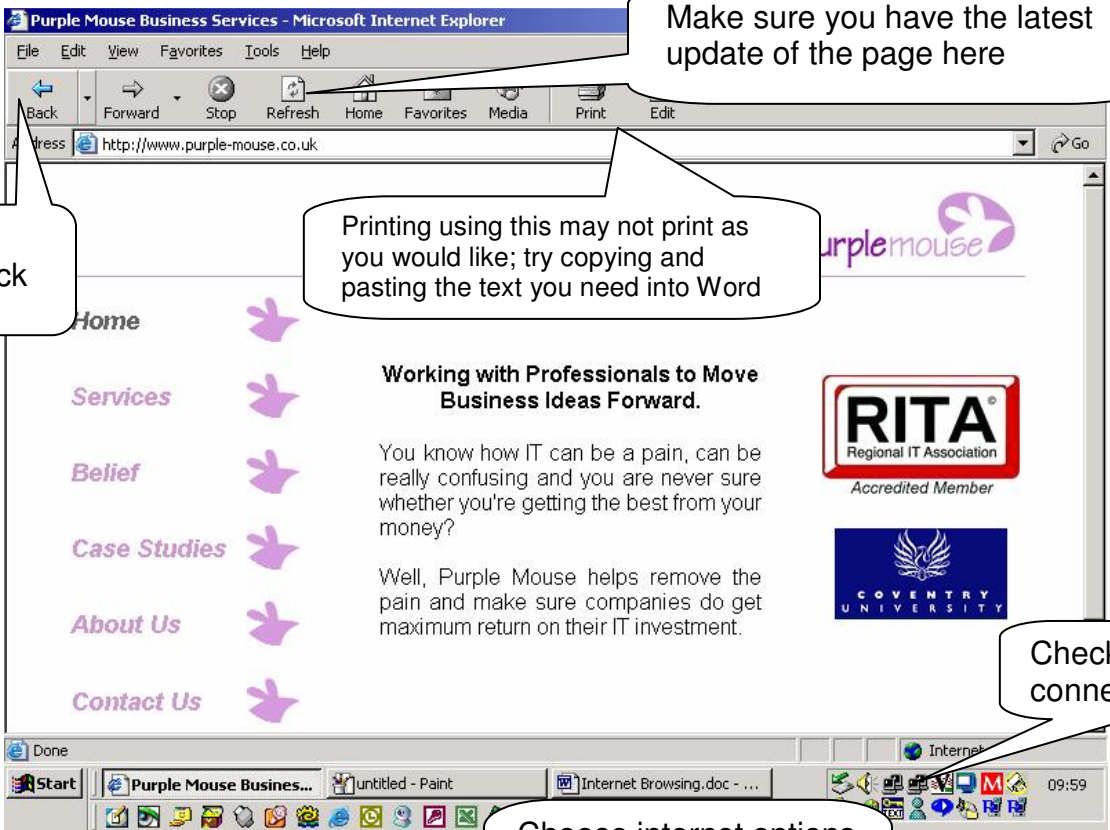 Purple Mouse Business Services - Microsoft Internet Explorer
Make sure you have the latest
update of the page here
File Edit View Favorites Tools Help
Back Forward Stop Refresh Home Favorites Media Print Edit
http://www.purple-mouse.co.uk Go
Printing using this may not print as
you would like; try copying and
pasting the text you need into Word
urplemouse
ck
Home
Services
Belief
Case Studies
About Us
Contact Us
Working with Professionals to Move
Business Ideas Forward.
You know how IT can be a pain, can be
really confusing and you are never sure
whether you're getting the best from your
money?
Well, Purple Mouse helps remove the
pain and make sure companies do get
maximum return on their IT investment.
RITA
Regional IT Association
Accredited Member
COVENTRY
UNIVERSITY
Check
conne
Done Internet
Start Purple Mouse Busines... untitled - Paint Internet Browsing.doc - ... 09:59
Choose internet options